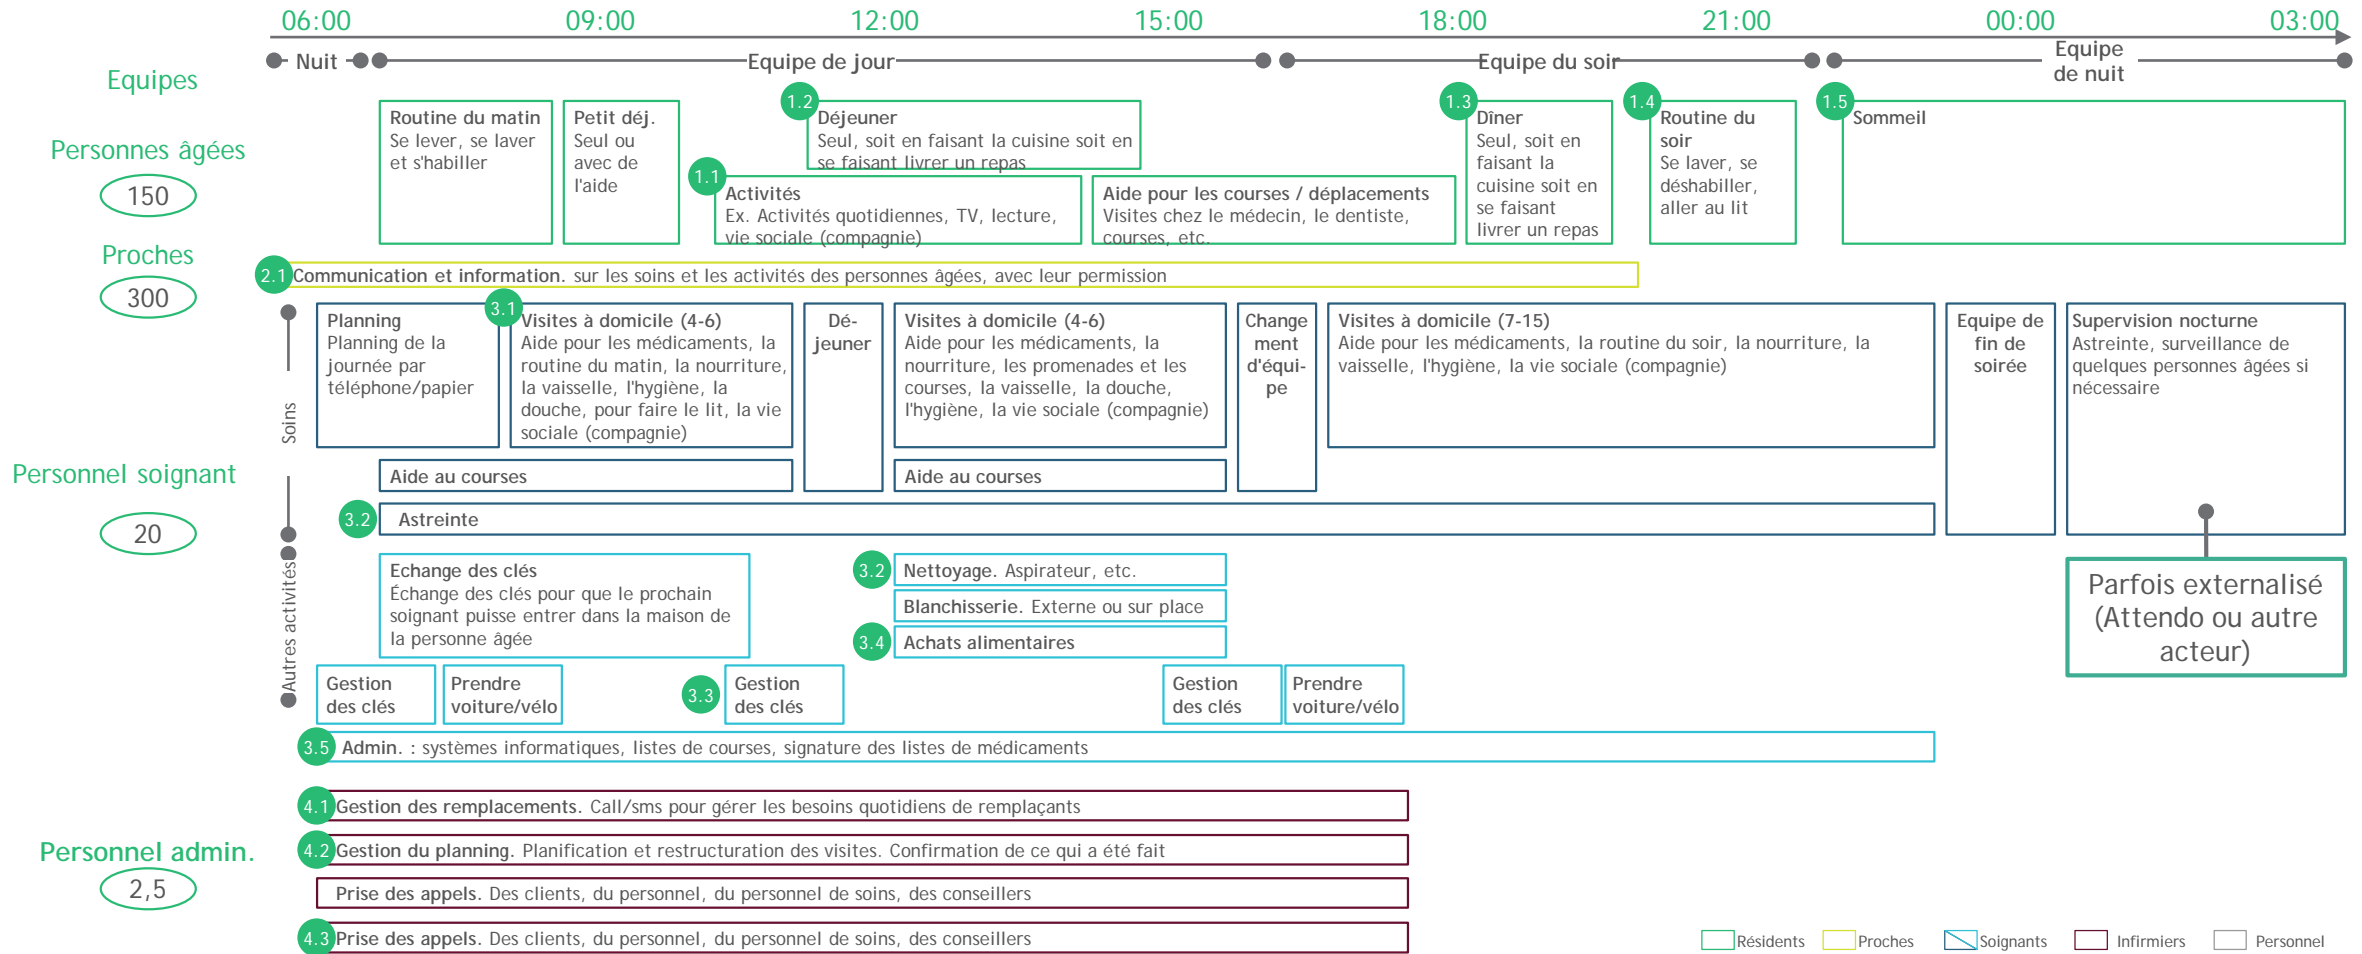 06:00 09:00 12:00 15:00 18:00 21:00 00:00 03:00
Nuit
Equipe de jour
Equipe du soir
Equipe
de nuit
Equipes
Personnes âgées
150
Routine du matin
Se lever, se laver
et s'habiller
Petit déj.
Seul ou
avec de
l'aide
1.2
Déjeuner
Seul, soit en faisant la cuisine soit en
se faisant livrer un repas
1.1
Activités
Ex. Activités quotidiennes, TV, lecture,
vie sociale (compagnie)
Aide pour les courses / déplacements
Visites chez le médecin, le dentiste,
courses, etc.
1.3
Dîner
Seul, soit en
faisant la
cuisine soit en
se faisant
livrer un repas
1.4
Routine du
soir
Se laver, se
déshabiller,
aller au lit
1.5
Sommeil
Proches
300
2.1
Communication et information. sur les soins et les activités des personnes âgées, avec leur permission
Personnel soignant
20
Soins
Planning
Planning de la
journée par
téléphone/papier
3.1
Visites à domicile (4-6)
Aide pour les médicaments, la
routine du matin, la nourriture,
la vaisselle, l'hygiène, la
douche, pour faire le lit, la vie
sociale (compagnie)
Dé-
jeuner
Visites à domicile (4-6)
Aide pour les médicaments, la
nourriture, les promenades et les
courses, la vaisselle, la douche,
l'hygiène, la vie sociale (compagnie)
Change
ment
d'équi-
pe
Visites à domicile (7-15)
Aide pour les médicaments, la routine du soir, la nourriture, la
vaisselle, l'hygiène, la vie sociale (compagnie)
Equipe de
fin de
soirée
Supervision nocturne
Astreinte, surveillance de
quelques personnes âgées si
nécessaire
Aide au courses
Aide au courses
3.2
Astreinte
Parfois externalisé
(Attendo ou autre
acteur)
Autres activités
Echange des clés
Échange des clés pour que le prochain
soignant puisse entrer dans la maison de
la personne âgée
3.2
Nettoyage. Aspirateur, etc.
Blanchisserie. Externe ou sur place
3.4
Achats alimentaires
Gestion
des clés
Prendre
voiture/vélo
3.3
Gestion
des clés
Gestion
des clés
Prendre
voiture/vélo
3.5
Admin. : systèmes informatiques, listes de courses, signature des listes de médicaments
Personnel admin.
2,5
4.1
Gestion des remplacements. Call/sms pour gérer les besoins quotidiens de remplaçants
4.2
Gestion du planning. Planification et restructuration des visites. Confirmation de ce qui a été fait
Prise des appels. Des clients, du personnel, du personnel de soins, des conseillers
4.3
Prise des appels. Des clients, du personnel, du personnel de soins, des conseillers
Résidents Proches Soignants Infirmiers Personnel